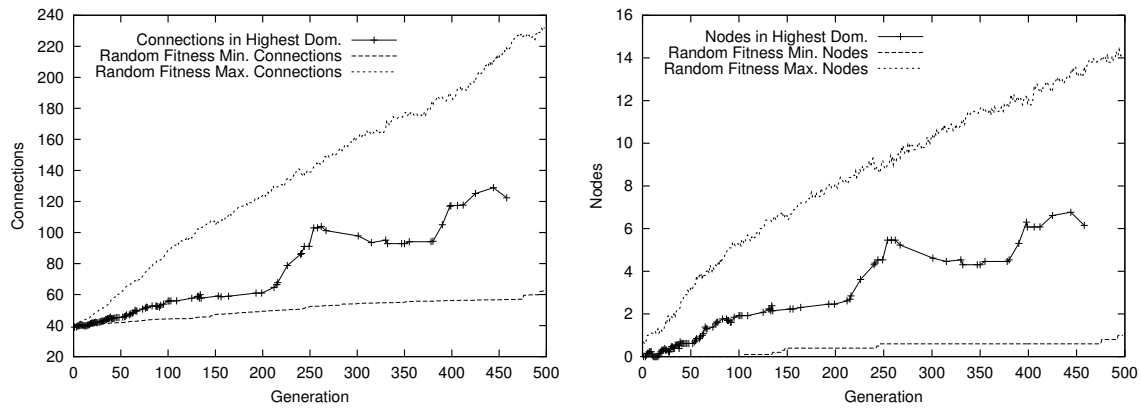 240
220
200
180
160
140
120
100
80
60
40
20
Connections
Connections in Highest Dom.
Random Fitness Min. Connections
Random Fitness Max. Connections
0 50 100 150 200 250 300 350 400 450 500
Generation
16
14
12
10
8
6
4
2
0
Nodes
Nodes in Highest Dom.
Random Fitness Min. Nodes
Random Fitness Max. Nodes
0 50 100 150 200 250 300 350 400 450 500
Generation